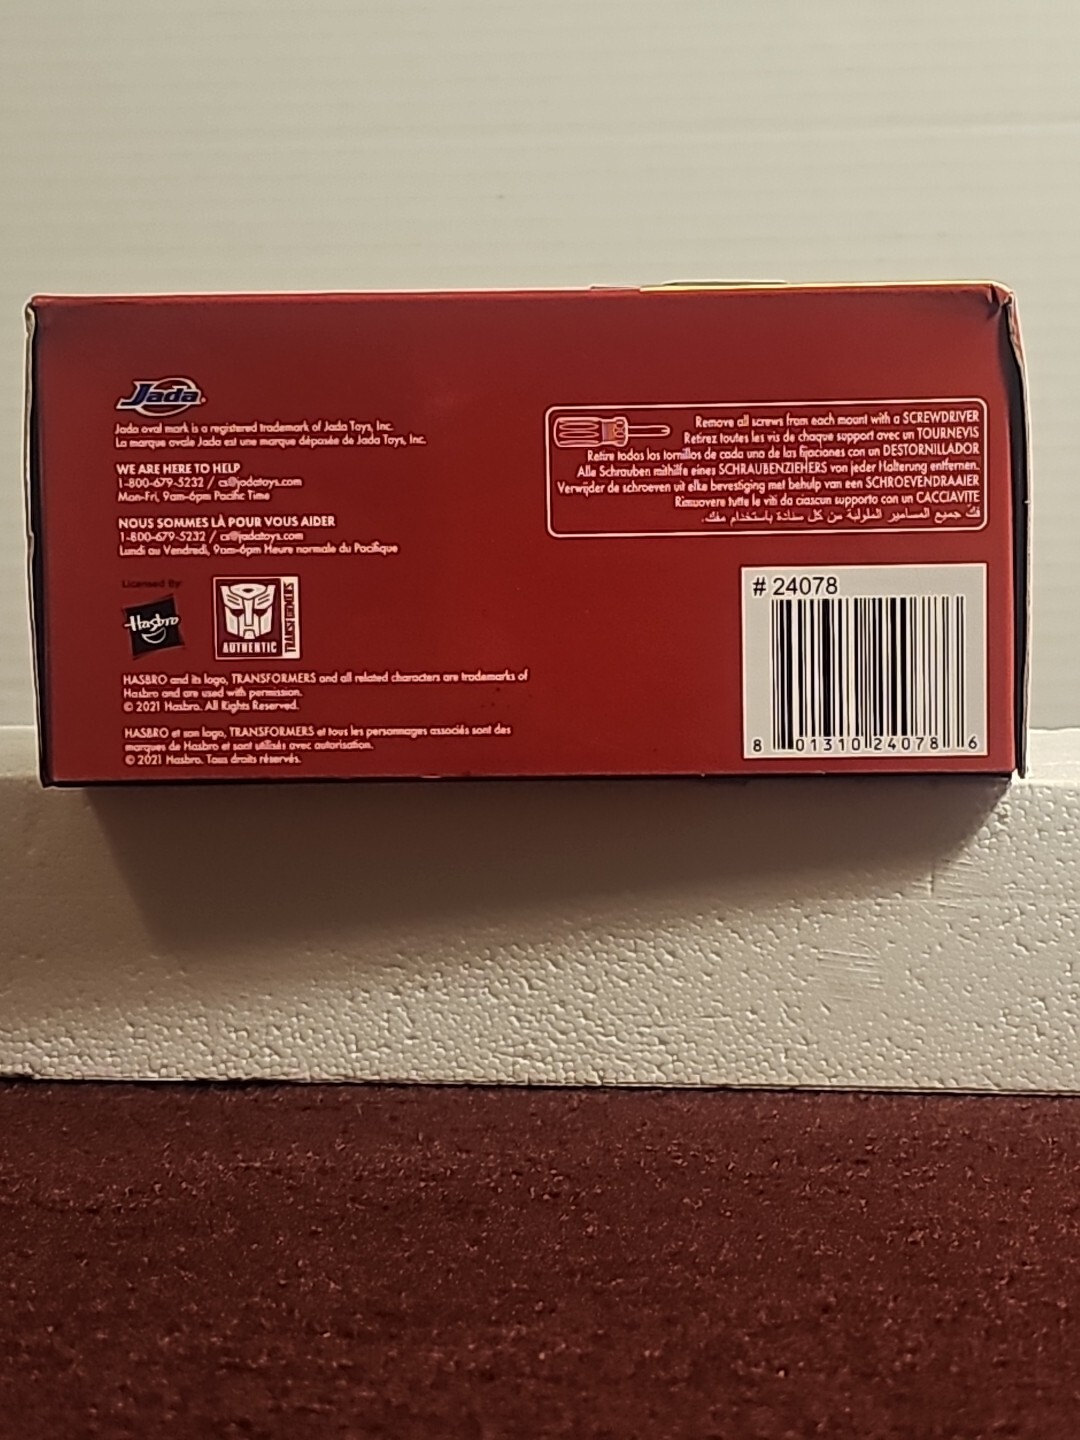 Jada
Jada oval mark is a registered trademark of Jada Toys, Inc.
La marque ovale Jada est une marque déposée de Jada Toys, Inc.
WE ARE HERE TO HELP
1-800-679-5232 / cs@jadatoys.com
Mon-Fri, 9am-6pm Pacific Time
NOUS SOMMES LÀ POUR VOUS AIDER
1-800-679-5232 / cs@jadatoys.com
Lundi au Vendredi, 9am-6pm Heure normale du Pacifique
Licensed By:
Hasbro
AUTHENTIC
TRANSFORMERS
HASBRO and its logo, TRANSFORMERS and all related characters are trademarks of
Hasbro and are used with permission.
© 2021 Hasbro. All Rights Reserved.
HASBRO et son logo, TRANSFORMERS et tous les personnages associés sont des
marques de Hasbro et sont utilisés avec autorisation.
© 2021 Hasbro. Tous droits réservés.
Remove all screws from each mount with a SCREWDRIVER
Retirez toutes les vis de chaque support avec un TOURNEVIS
Retire todos los tornillos de cada una de las fijaciones con un DESTORNILLADOR
Alle Schrauben mithilfe eines SCHRAUBENZIEHERS von jeder Halterung entfernen.
Verwijder de schroeven uit elke bevestiging met behulp van een SCHROEVENDRAAIER
Rimuovere tutte le viti da ciascun supporto con un CACCIAVITE
فك جميع المسامير الملولبة من كل سنادة باستخدام مفك.
# 24078
8 01310 24078 6